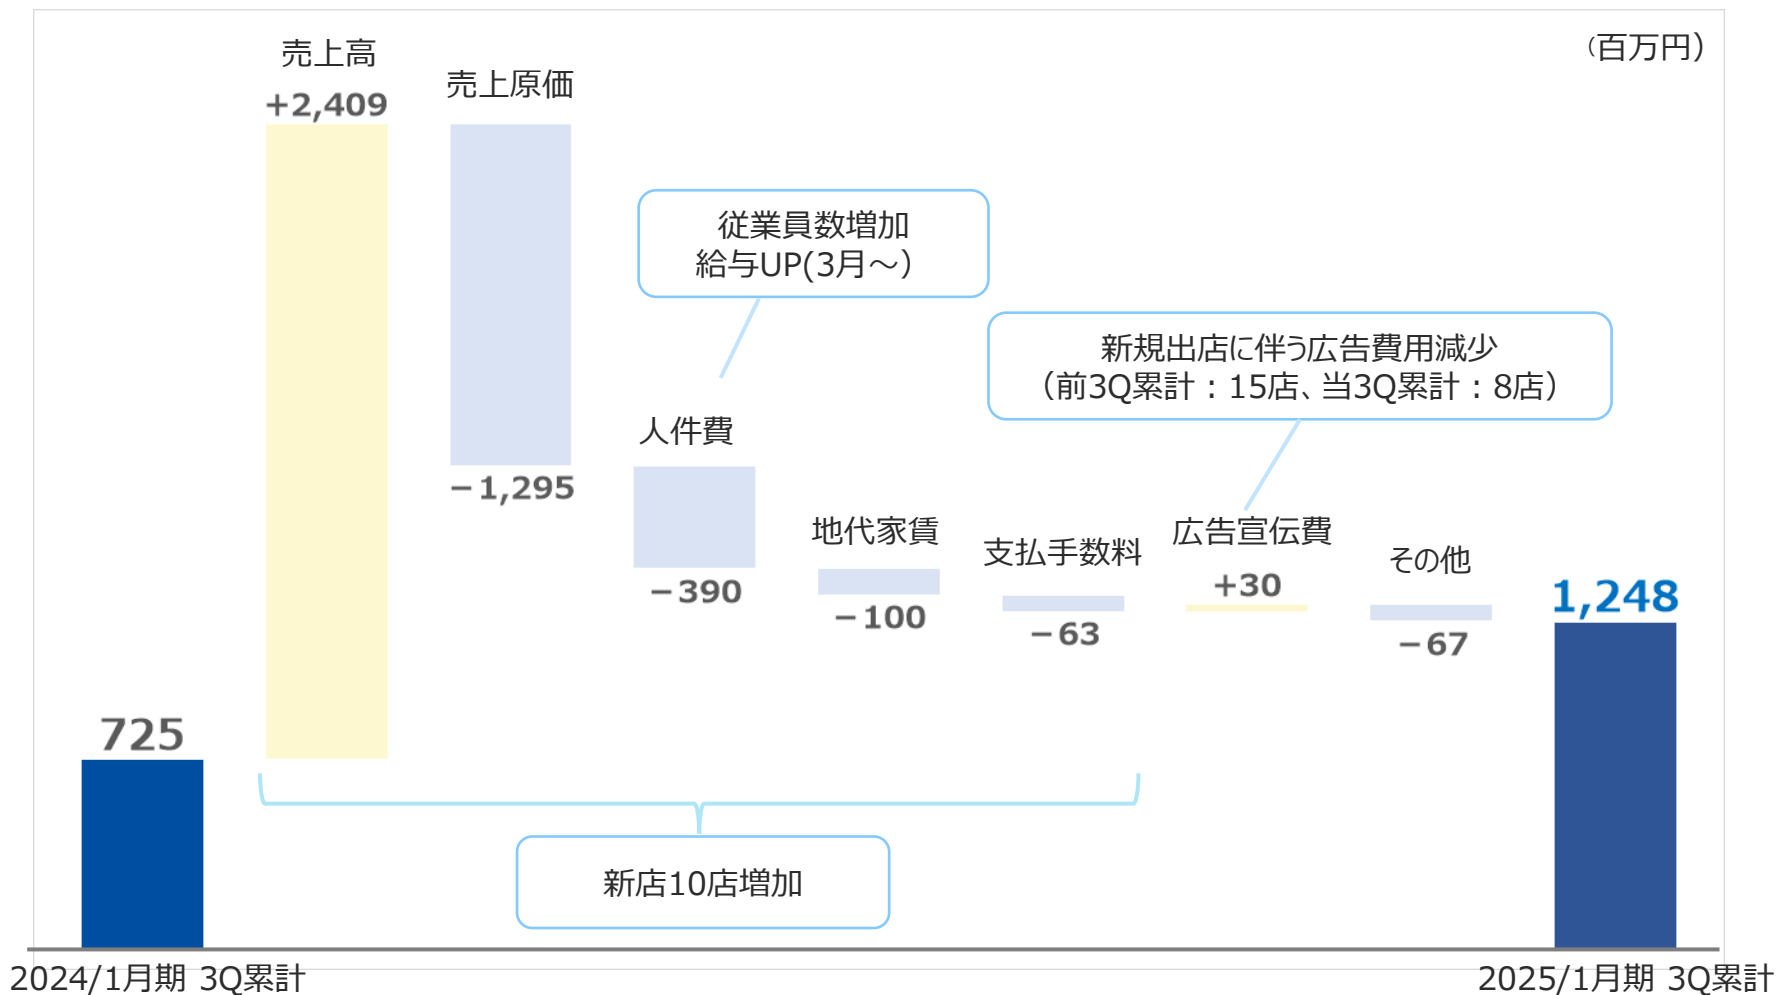 (百万円)
売上高
+2,409
売上原価
−1,295
従業員数増加
給与UP(3月～)
人件費
−390
地代家賃
−100
支払手数料
−63
新規出店に伴う広告費用減少
(前3Q累計：15店、当3Q累計：8店)
広告宣伝費
+30
その他
−67
725
1,248
新店10店増加
2024/1月期 3Q累計
2025/1月期 3Q累計